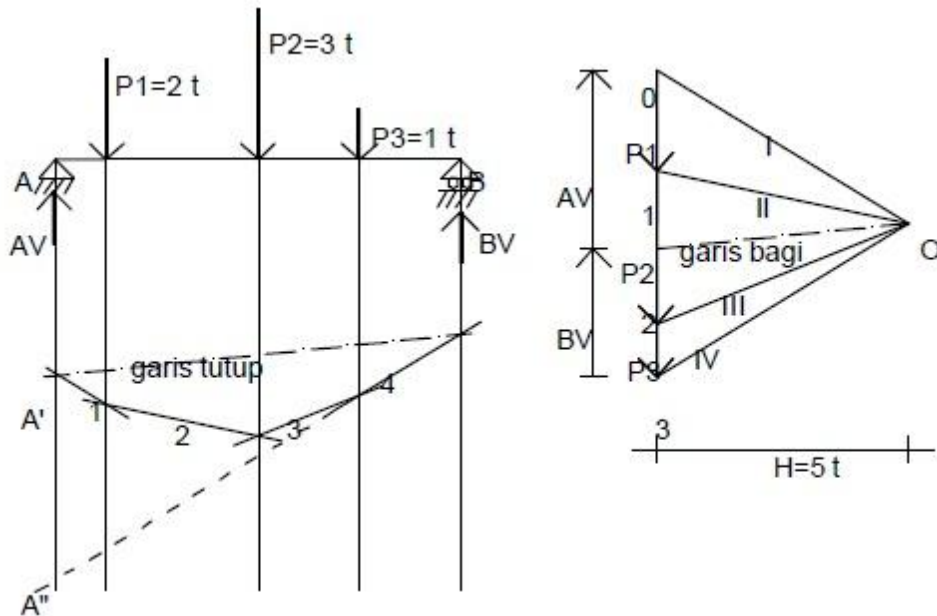 P2=3 t
P1=2 t
P3=1 t
A
B
AV
BV
garis tutup
A'
1
2
3
4
A"
0
P1
1
P2
2
P3
3
AV
BV
I
II
garis bagi
III
IV
O
H=5 t